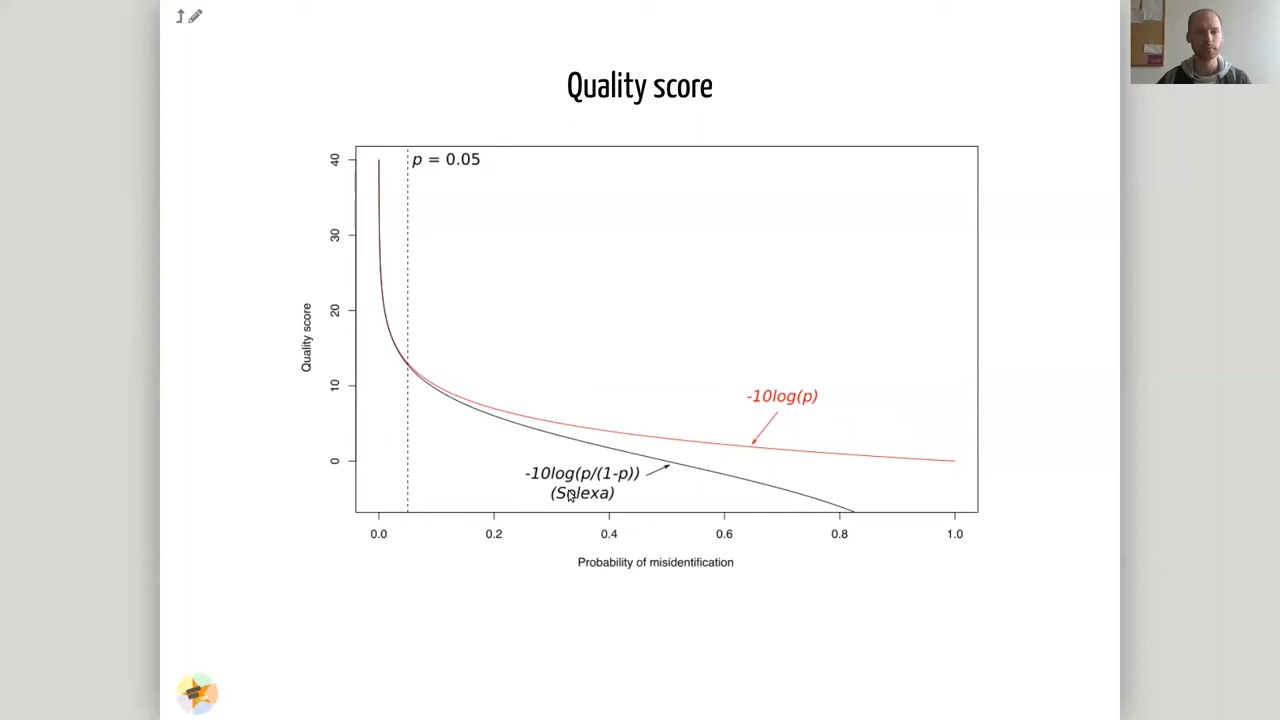 Quality score
p = 0.05
40
30
20
10
0
Quality score
-10log(p)
-10log(p/(1-p))
(Solexa)
0.0 0.2 0.4 0.6 0.8 1.0
Probability of misidentification